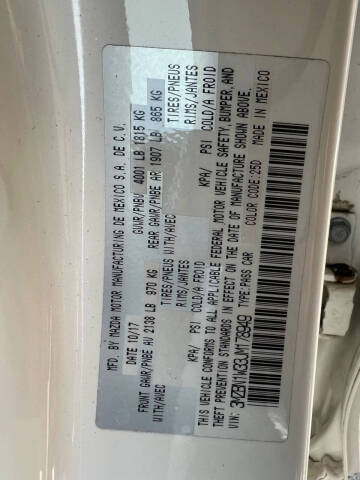 MFD. BY MAZDA MOTOR MANUFACTURING DE MEXICO S.A. DE C.V.
DATE: 10/17 GVWR/PNBV 4001 LB 1815 KG
FRONT GAWR/PNBE AV 2138 LB 970 KG REAR GAWR/PNBE AR 1907 LB 865 KG
WITH/AVEC TIRES/PNEUS WITH/AVEC TIRES/PNEUS
RIMS/JANTES RIMS/JANTES
KPA/ PSI COLD/A FROID KPA/ PSI COLD/A FROID
THIS VEHICLE CONFORMS TO ALL APPLICABLE FEDERAL MOTOR VEHICLE SAFETY, BUMPER, AND
THEFT PREVENTION STANDARDS IN EFFECT ON THE DATE OF MANUFACTURE SHOWN ABOVE.
3MZBN1M33JM178949 TYPE:PASS CAR COLOR CODE:25D MADE IN MEXICO